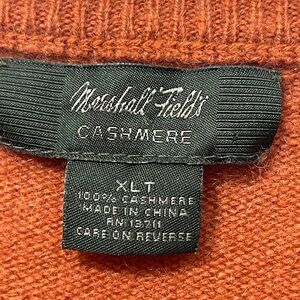 Marshall Field's
CASHMERE
XLT
100% CASHMERE
MADE IN CHINA
RN 13711
CARE ON REVERSE